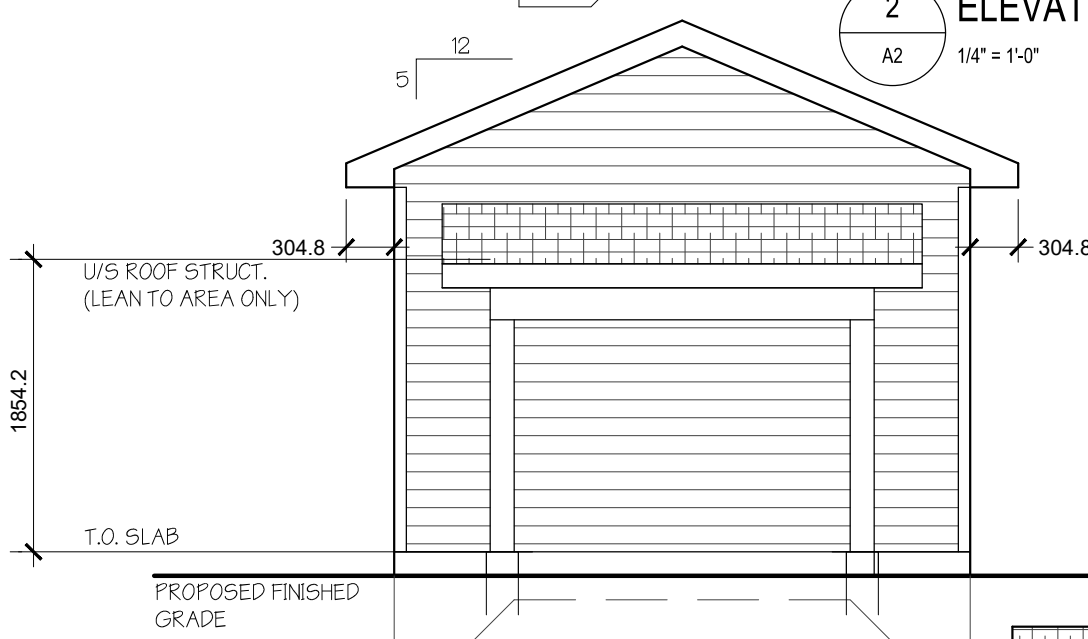 2
ELEVAT
A2
1/4" = 1'-0"
12
5
304.8
304.8
U/S ROOF STRUCT.
(LEAN TO AREA ONLY)
1854.2
T.O. SLAB
PROPOSED FINISHED
GRADE